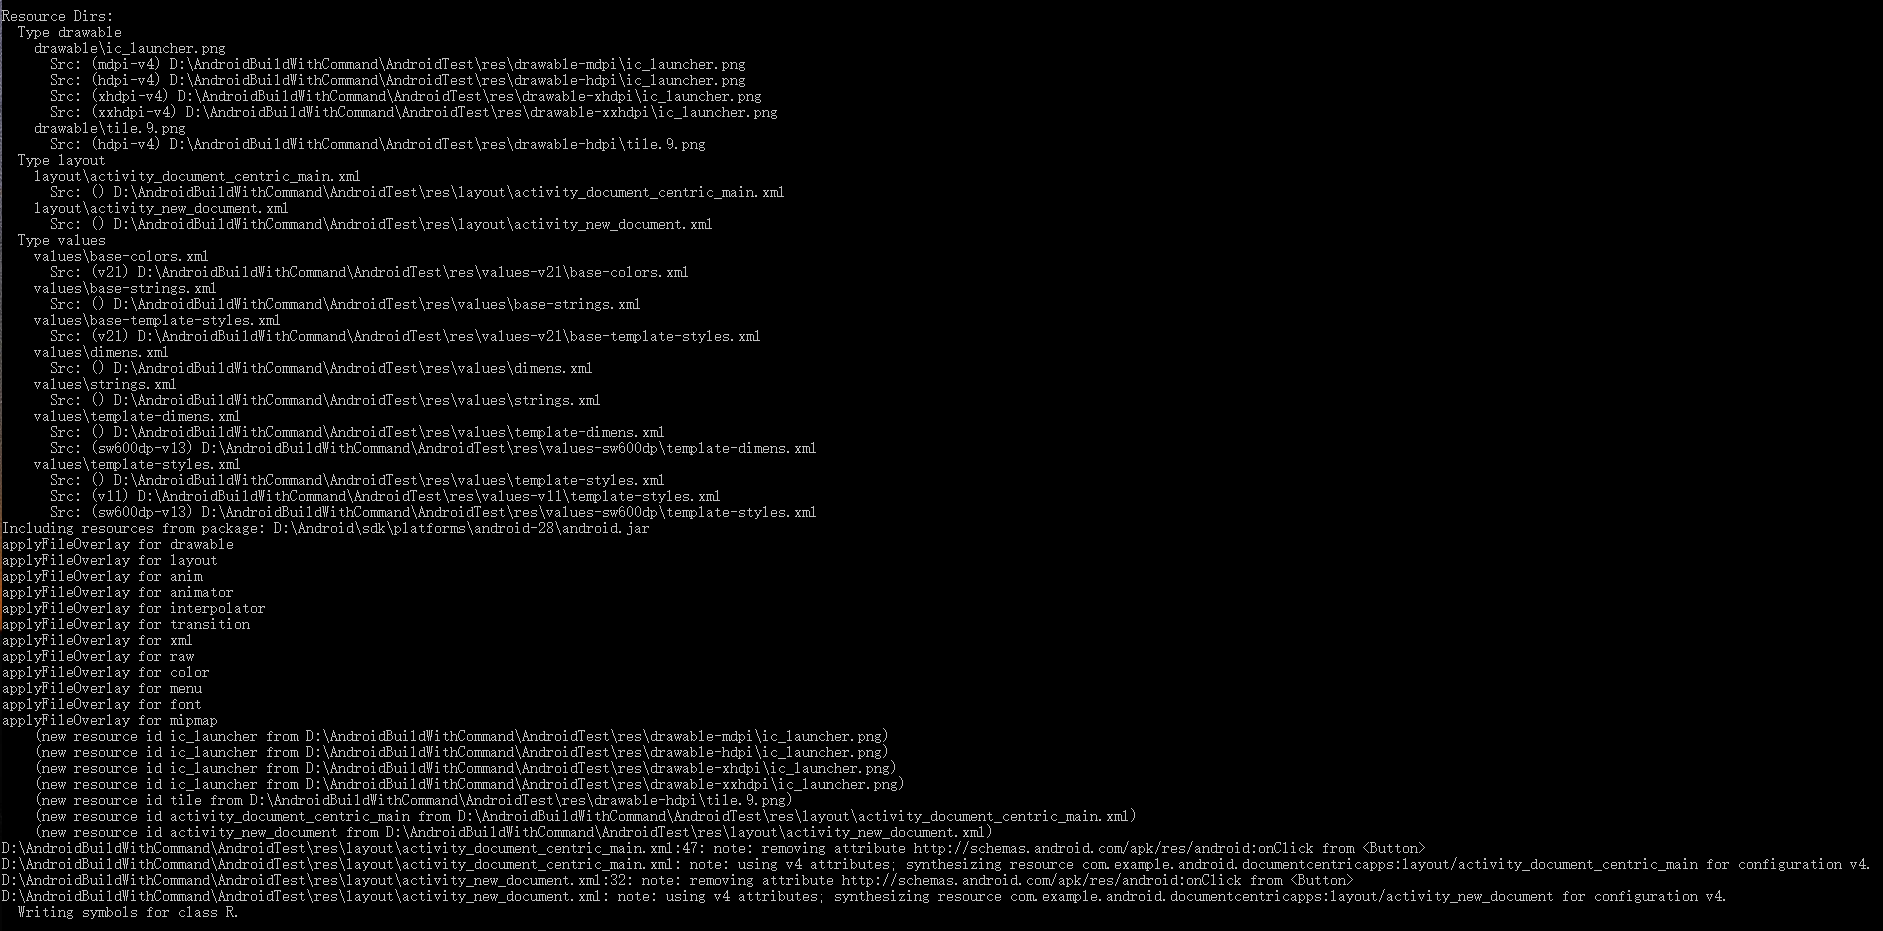 Resource Dirs:
Type drawable
drawable\ic_launcher.png
Src: (mdpi-v4) D:\AndroidBuildWithCommand\AndroidTest\res\drawable-mdpi\ic_launcher.png
Src: (hdpi-v4) D:\AndroidBuildWithCommand\AndroidTest\res\drawable-hdpi\ic_launcher.png
Src: (xhdpi-v4) D:\AndroidBuildWithCommand\AndroidTest\res\drawable-xhdpi\ic_launcher.png
Src: (xxhdpi-v4) D:\AndroidBuildWithCommand\AndroidTest\res\drawable-xxhdpi\ic_launcher.png
drawable\tile.9.png
Src: (hdpi-v4) D:\AndroidBuildWithCommand\AndroidTest\res\drawable-hdpi\tile.9.png
Type layout
layout\activity_document_centric_main.xml
Src: () D:\AndroidBuildWithCommand\AndroidTest\res\layout\activity_document_centric_main.xml
layout\activity_new_document.xml
Src: () D:\AndroidBuildWithCommand\AndroidTest\res\layout\activity_new_document.xml
Type values
values\base-colors.xml
Src: (v21) D:\AndroidBuildWithCommand\AndroidTest\res\values-v21\base-colors.xml
values\base-strings.xml
Src: () D:\AndroidBuildWithCommand\AndroidTest\res\values\base-strings.xml
values\base-template-styles.xml
Src: (v21) D:\AndroidBuildWithCommand\AndroidTest\res\values-v21\base-template-styles.xml
values\dimens.xml
Src: () D:\AndroidBuildWithCommand\AndroidTest\res\values\dimens.xml
values\strings.xml
Src: () D:\AndroidBuildWithCommand\AndroidTest\res\values\strings.xml
values\template-dimens.xml
Src: () D:\AndroidBuildWithCommand\AndroidTest\res\values\template-dimens.xml
Src: (sw600dp-v13) D:\AndroidBuildWithCommand\AndroidTest\res\values-sw600dp\template-dimens.xml
values\template-styles.xml
Src: () D:\AndroidBuildWithCommand\AndroidTest\res\values\template-styles.xml
Src: (v11) D:\AndroidBuildWithCommand\AndroidTest\res\values-v11\template-styles.xml
Src: (sw600dp-v13) D:\AndroidBuildWithCommand\AndroidTest\res\values-sw600dp\template-styles.xml
Including resources from package: D:\Android\sdk\platforms\android-28\android.jar
applyFileOverlay for drawable
applyFileOverlay for layout
applyFileOverlay for anim
applyFileOverlay for animator
applyFileOverlay for interpolator
applyFileOverlay for transition
applyFileOverlay for xml
applyFileOverlay for raw
applyFileOverlay for color
applyFileOverlay for menu
applyFileOverlay for font
applyFileOverlay for mipmap
(new resource id ic_launcher from D:\AndroidBuildWithCommand\AndroidTest\res\drawable-mdpi\ic_launcher.png)
(new resource id ic_launcher from D:\AndroidBuildWithCommand\AndroidTest\res\drawable-hdpi\ic_launcher.png)
(new resource id ic_launcher from D:\AndroidBuildWithCommand\AndroidTest\res\drawable-xhdpi\ic_launcher.png)
(new resource id ic_launcher from D:\AndroidBuildWithCommand\AndroidTest\res\drawable-xxhdpi\ic_launcher.png)
(new resource id tile from D:\AndroidBuildWithCommand\AndroidTest\res\drawable-hdpi\tile.9.png)
(new resource id activity_document_centric_main from D:\AndroidBuildWithCommand\AndroidTest\res\layout\activity_document_centric_main.xml)
(new resource id activity_new_document from D:\AndroidBuildWithCommand\AndroidTest\res\layout\activity_new_document.xml)
D:\AndroidBuildWithCommand\AndroidTest\res\layout\activity_document_centric_main.xml:47: note: removing attribute http://schemas.android.com/apk/res/android:onClick from <Button>
D:\AndroidBuildWithCommand\AndroidTest\res\layout\activity_document_centric_main.xml: note: using v4 attributes; synthesizing resource com.example.android.documentcentricapps:layout/activity_document_centric_main for configuration v4.
D:\AndroidBuildWithCommand\AndroidTest\res\layout\activity_new_document.xml:32: note: removing attribute http://schemas.android.com/apk/res/android:onClick from <Button>
D:\AndroidBuildWithCommand\AndroidTest\res\layout\activity_new_document.xml: note: using v4 attributes; synthesizing resource com.example.android.documentcentricapps:layout/activity_new_document for configuration v4.
Writing symbols for class R.